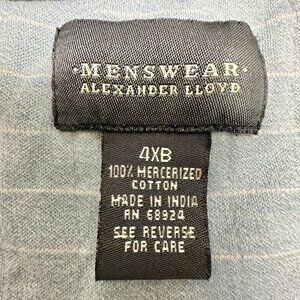 ·MENSWEAR·
ALEXANDER LLOYD
4XB
100% MERCERIZED
COTTON
MADE IN INDIA
RN 68924
SEE REVERSE
FOR CARE